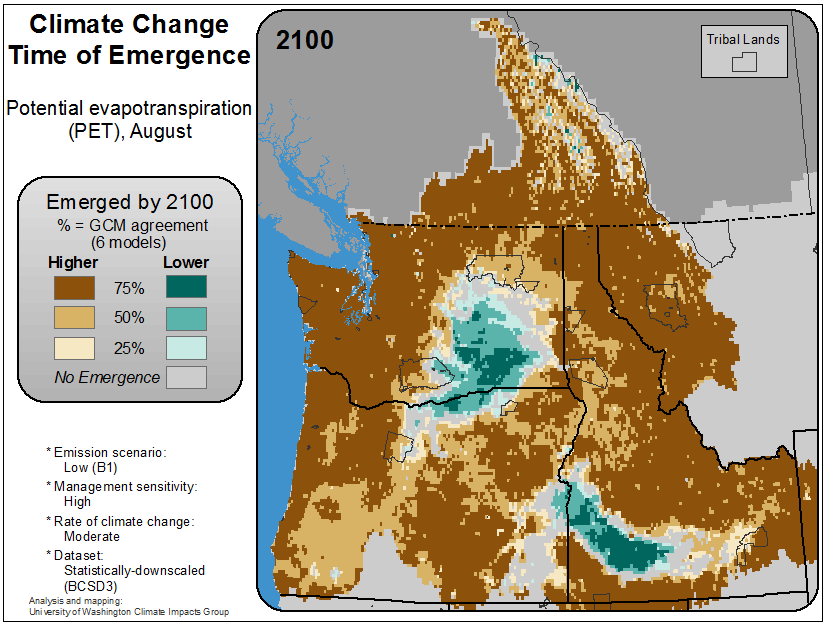 Climate Change
Time of Emergence
Potential evapotranspiration
(PET), August
Emerged by 2100
% = GCM agreement
(6 models)
Higher Lower
75%
50%
25%
No Emergence
* Emission scenario:
Low (B1)
* Management sensitivity:
High
* Rate of climate change:
Moderate
* Dataset:
Statistically-downscaled
(BCSD3)
Analysis and mapping:
University of Washington Climate Impacts Group
2100
Tribal Lands